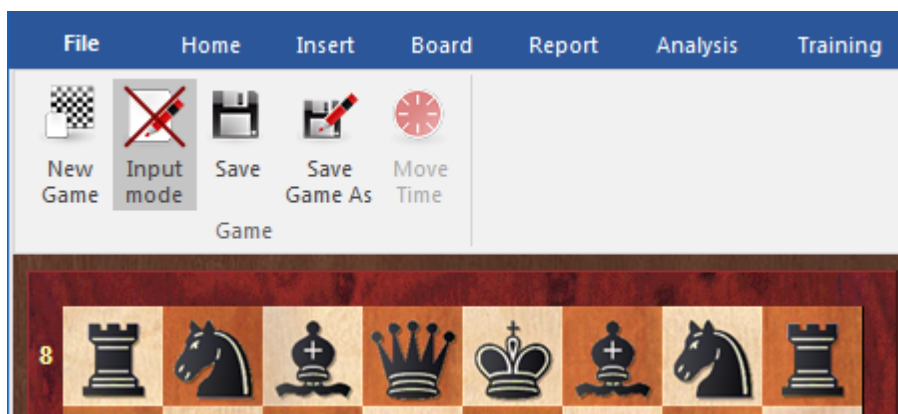 File Home Insert Board Report Analysis Training
New Game
Input mode
Save
Save Game As
Move Time
Game
8